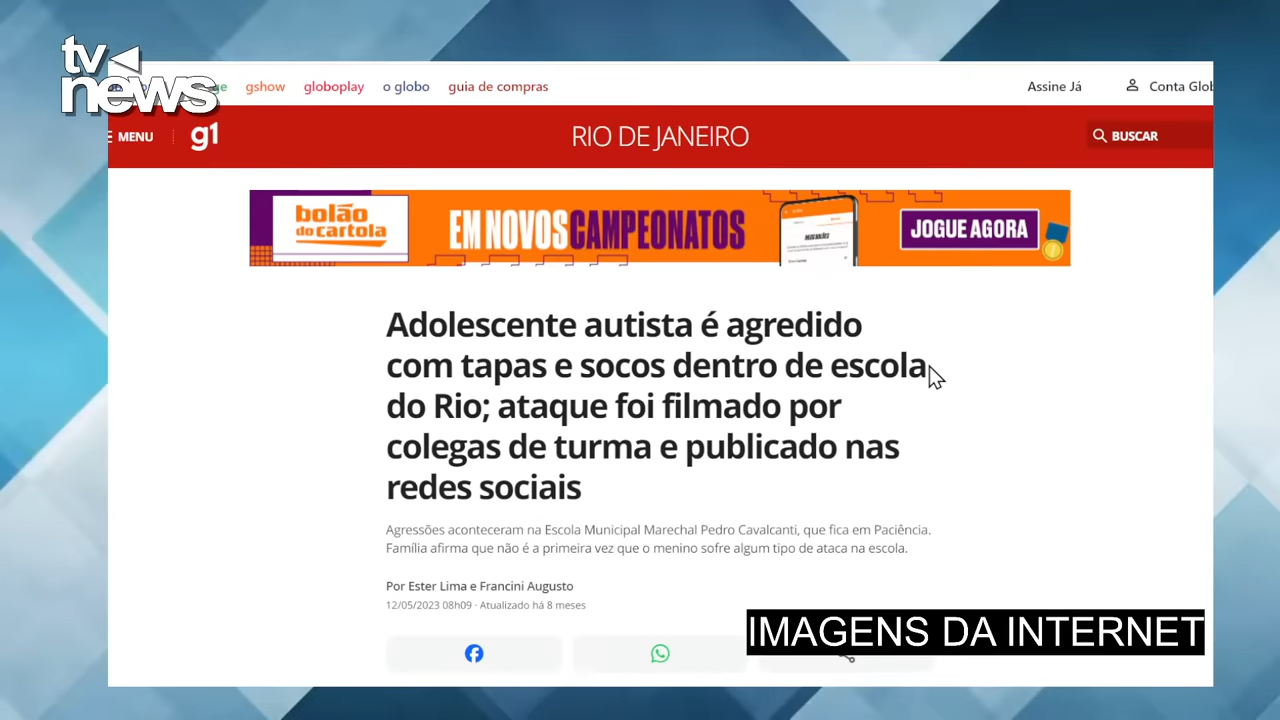 tv
news
gshow globoplay o globo guia de compras Assine Já Conta Glob
MENU g1 RIO DE JANEIRO BUSCAR
bolão
do cartola
EM NOVOS CAMPEONATOS
JOGUE AGORA
Adolescente autista é agredido
com tapas e socos dentro de escola
do Rio; ataque foi filmado por
colegas de turma e publicado nas
redes sociais
Agressões aconteceram na Escola Municipal Marechal Pedro Cavalcanti, que fica em Paciência.
Família afirma que não é a primeira vez que o menino sofre algum tipo de ataca na escola.
Por Ester Lima e Francini Augusto
12/05/2023 08h09 · Atualizado há 8 meses
IMAGENS DA INTERNET